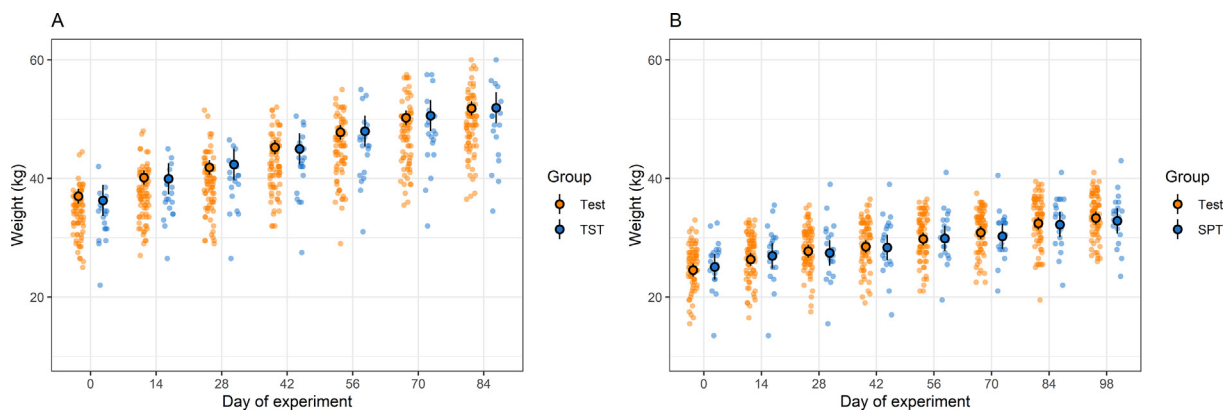 A
60
40
20
Weight (kg)
0 14 28 42 56 70 84
Day of experiment
Group
Test
TST
B
60
40
20
Weight (kg)
0 14 28 42 56 70 84 98
Day of experiment
Group
Test
SPT